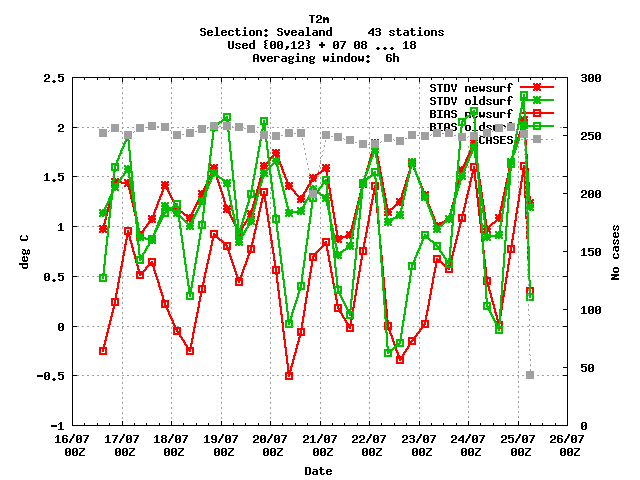 T2m
Selection: Svealand     43 stations
Used {00,12} + 07 08 ... 18
Averaging window:  6h
STDV newsurf
STDV oldsurf
BIAS newsurf
BIAS oldsurf
CASES
2.5
2
1.5
1
0.5
0
-0.5
-1
deg C
300
250
200
150
100
50
0
No cases
16/07 17/07 18/07 19/07 20/07 21/07 22/07 23/07 24/07 25/07 26/07
00Z 00Z 00Z 00Z 00Z 00Z 00Z 00Z 00Z 00Z 00Z
Date